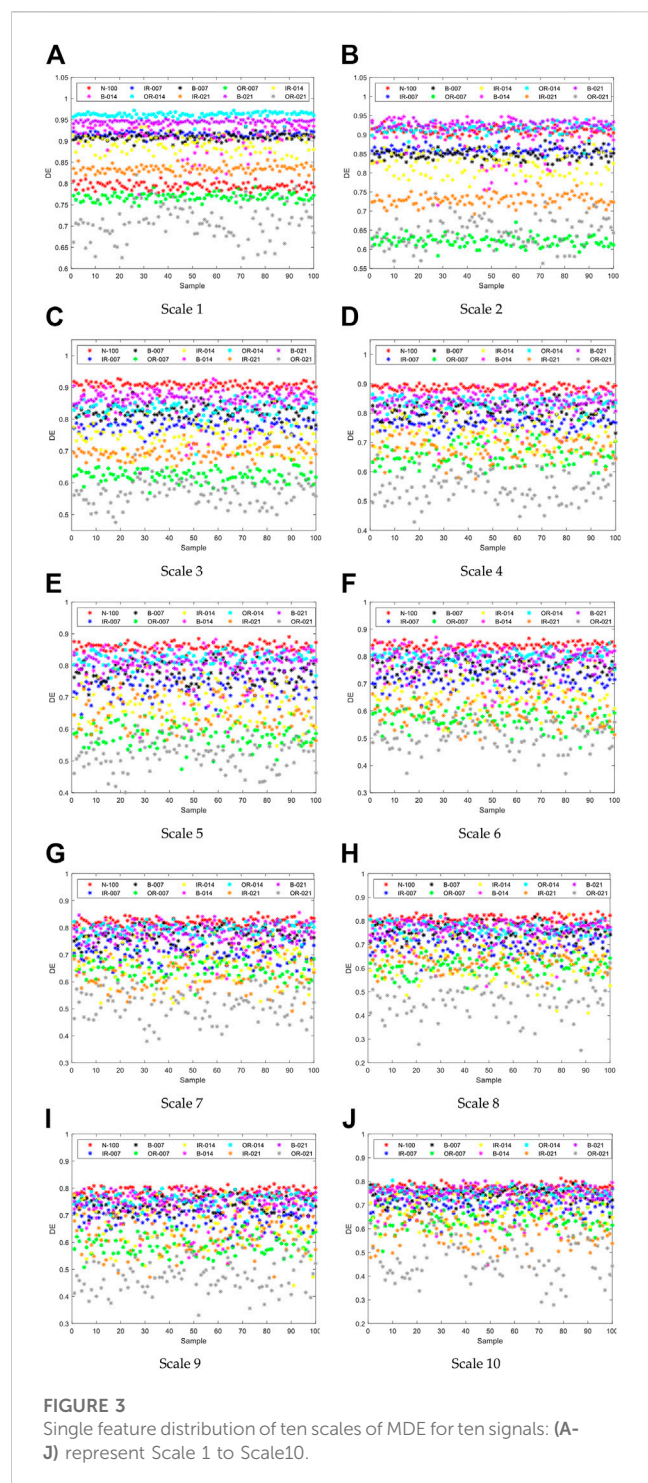 A
1.05
1
0.95
0.9
0.85
0.8
0.75
0.7
0.65
0.6
DE
N-100 IR-007 B-007 OR-007 IR-014
B-014 OR-014 IR-021 B-021 OR-021
0 10 20 30 40 50 60 70 80 90 100
Sample
Scale 1
B
1.05
1
0.95
0.9
0.85
0.8
0.75
0.7
0.65
0.6
0.55
DE
N-100 B-007 IR-014 OR-014 B-021
IR-007 OR-007 B-014 IR-021 OR-021
0 10 20 30 40 50 60 70 80 90 100
Sample
Scale 2
C
1
0.9
0.8
0.7
0.6
0.5
DE
N-100 B-007 IR-014 OR-014 B-021
IR-007 OR-007 B-014 IR-021 OR-021
0 10 20 30 40 50 60 70 80 90 100
Sample
Scale 3
D
1
0.9
0.8
0.7
0.6
0.5
0.4
DE
N-100 B-007 IR-014 OR-014 B-021
IR-007 OR-007 B-014 IR-021 OR-021
0 10 20 30 40 50 60 70 80 90 100
Sample
Scale 4
E
1
0.9
0.8
0.7
0.6
0.5
0.4
DE
N-100 B-007 IR-014 OR-014 B-021
IR-007 OR-007 B-014 IR-021 OR-021
0 10 20 30 40 50 60 70 80 90 100
Sample
Scale 5
F
1
0.9
0.8
0.7
0.6
0.5
0.4
0.3
DE
N-100 B-007 IR-014 OR-014 B-021
IR-007 OR-007 B-014 IR-021 OR-021
0 10 20 30 40 50 60 70 80 90 100
Sample
Scale 6
G
1
0.9
0.8
0.7
0.6
0.5
0.4
0.3
DE
N-100 B-007 IR-014 OR-014 B-021
IR-007 OR-007 B-014 IR-021 OR-021
0 10 20 30 40 50 60 70 80 90 100
Sample
Scale 7
H
1
0.9
0.8
0.7
0.6
0.5
0.4
0.3
0.2
DE
N-100 B-007 IR-014 OR-014 B-021
IR-007 OR-007 B-014 IR-021 OR-021
0 10 20 30 40 50 60 70 80 90 100
Sample
Scale 8
I
1
0.9
0.8
0.7
0.6
0.5
0.4
0.3
DE
N-100 B-007 IR-014 OR-014 B-021
IR-007 OR-007 B-014 IR-021 OR-021
0 10 20 30 40 50 60 70 80 90 100
Sample
Scale 9
J
1
0.9
0.8
0.7
0.6
0.5
0.4
0.3
0.2
DE
N-100 B-007 IR-014 OR-014 B-021
IR-007 OR-007 B-014 IR-021 OR-021
0 10 20 30 40 50 60 70 80 90 100
Sample
Scale 10
FIGURE 3
Single feature distribution of ten scales of MDE for ten signals: (A-
J) represent Scale 1 to Scale10.